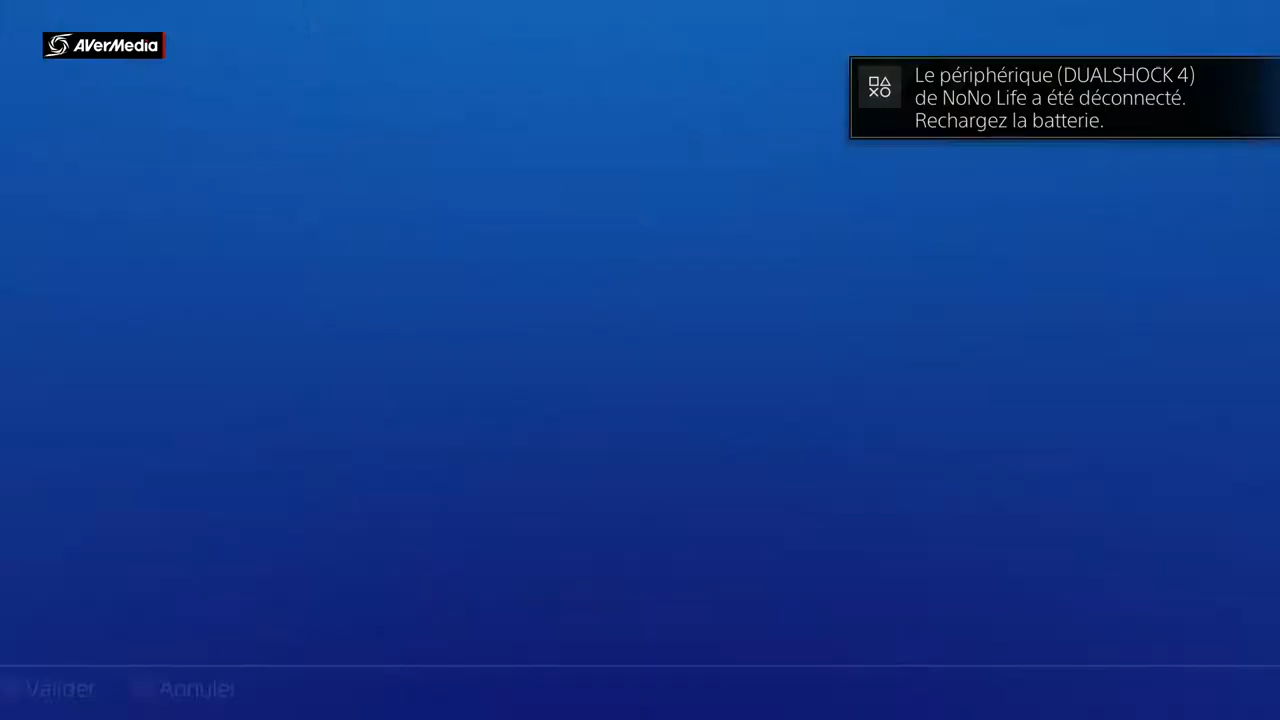 AVerMedia
Le périphérique (DUALSHOCK 4)
de NoNo Life a été déconnecté.
Rechargez la batterie.
Valider Annuler